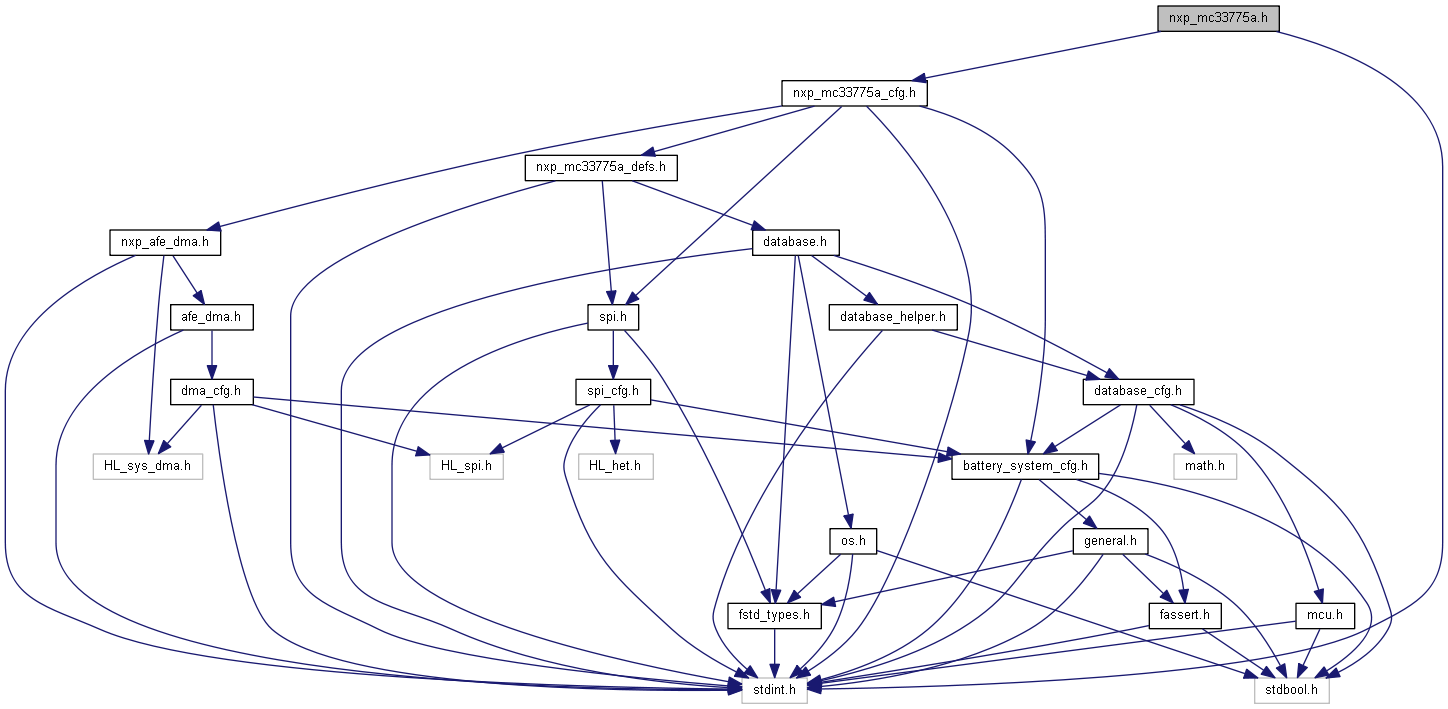 nxp_mc33775a.h
nxp_mc33775a_cfg.h
nxp_mc33775a_defs.h
nxp_afe_dma.h
database.h
afe_dma.h
spi.h
database_helper.h
dma_cfg.h
spi_cfg.h
database_cfg.h
HL_sys_dma.h
HL_spi.h
HL_het.h
battery_system_cfg.h
math.h
os.h
general.h
fstd_types.h
fassert.h
mcu.h
stdint.h
stdbool.h